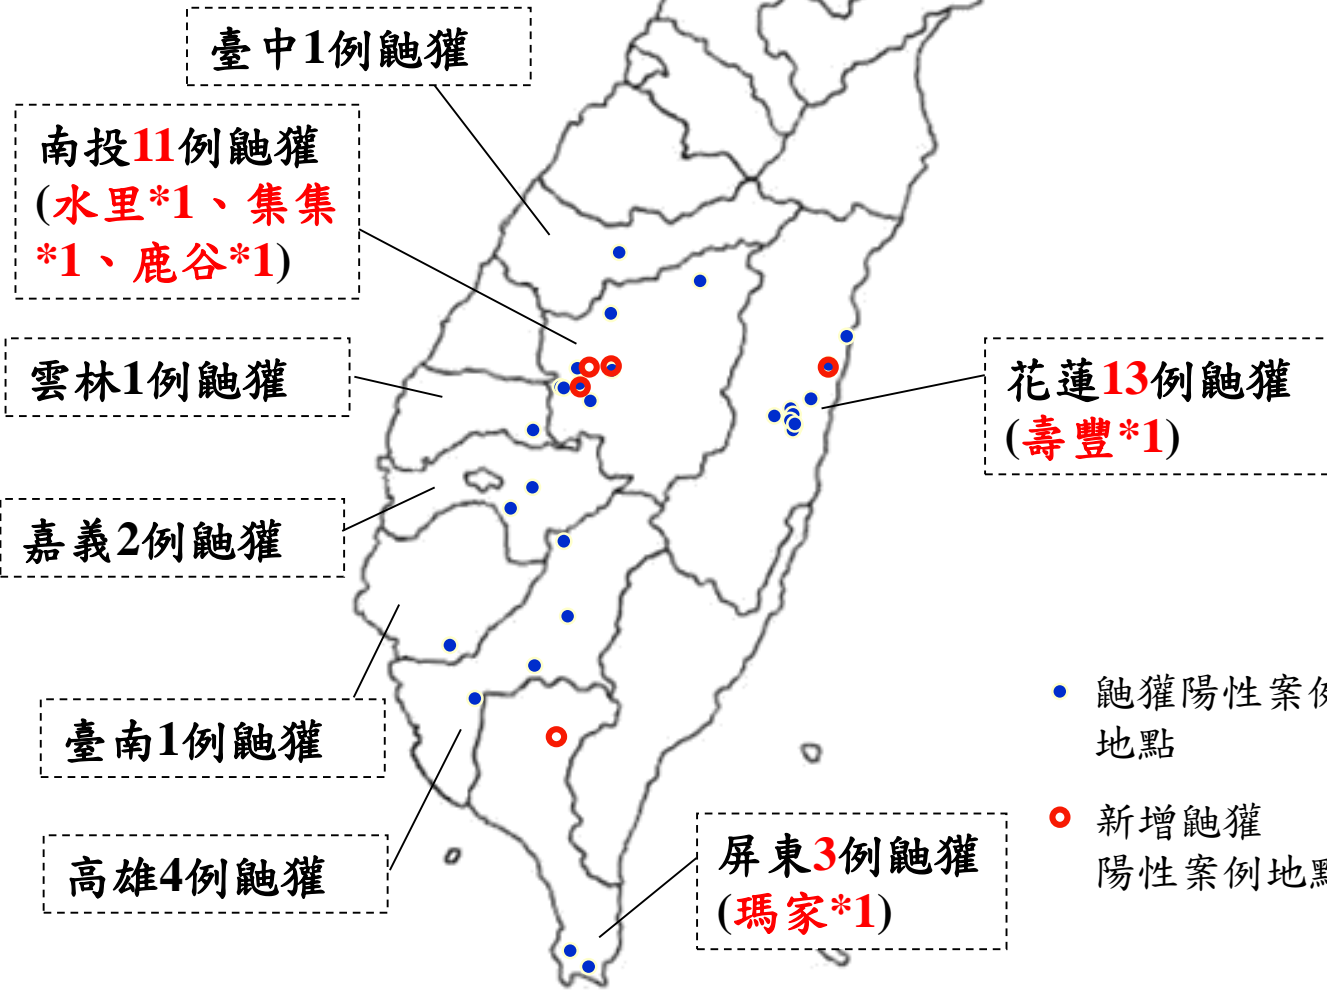 臺中1例鼬獾
南投11例鼬獾
(水里*1、集集
*1、鹿谷*1)
雲林1例鼬獾
嘉義2例鼬獾
臺南1例鼬獾
高雄4例鼬獾
花蓮13例鼬獾
(壽豐*1)
屏東3例鼬獾
(瑪家*1)
鼬獾陽性案例
地點
新增鼬獾
陽性案例地點